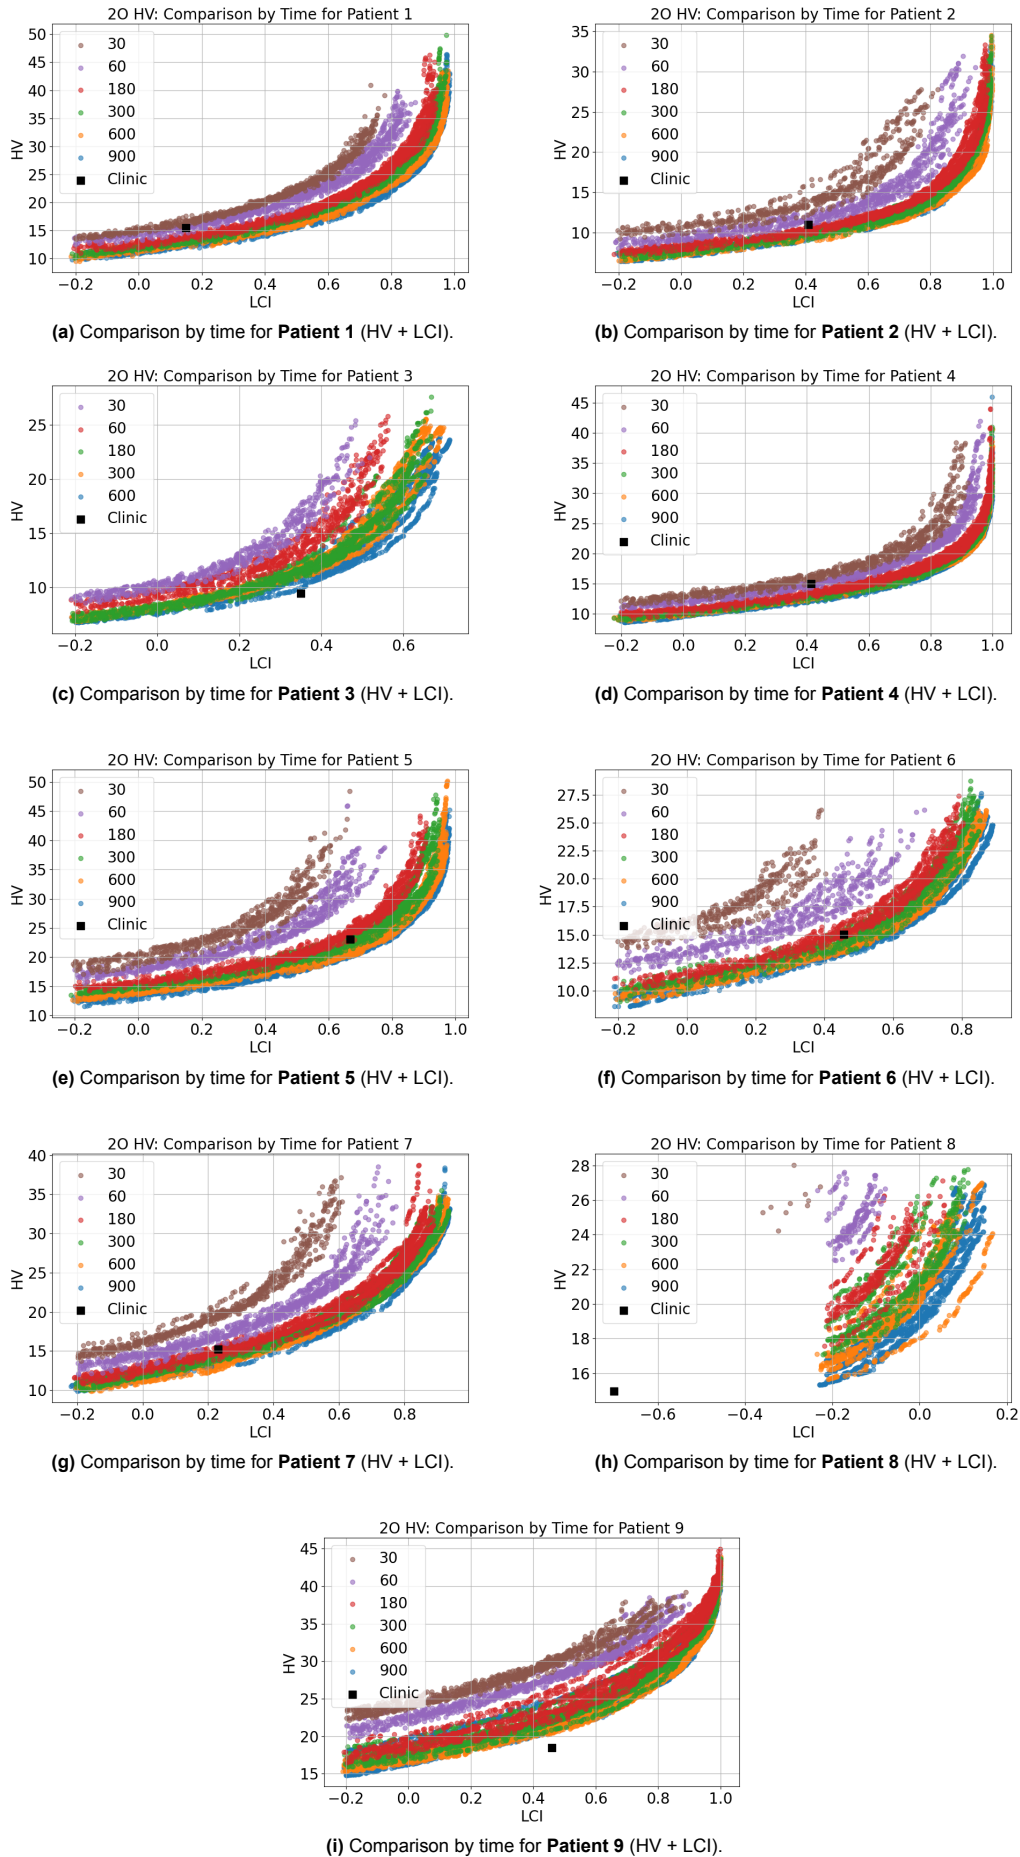 2O HV: Comparison by Time for Patient 1
50
45
40
35
30
25
20
15
10
HV
30
60
180
300
600
900
Clinic
−0.2 0.0 0.2 0.4 0.6 0.8 1.0
LCI
(a) Comparison by time for Patient 1 (HV + LCI).
2O HV: Comparison by Time for Patient 2
35
30
25
20
15
10
HV
30
60
180
300
600
900
Clinic
−0.2 0.0 0.2 0.4 0.6 0.8 1.0
LCI
(b) Comparison by time for Patient 2 (HV + LCI).
2O HV: Comparison by Time for Patient 3
25
20
15
10
HV
30
60
180
300
600
Clinic
−0.2 0.0 0.2 0.4 0.6
LCI
(c) Comparison by time for Patient 3 (HV + LCI).
2O HV: Comparison by Time for Patient 4
45
40
35
30
25
20
15
10
HV
30
60
180
300
600
900
Clinic
−0.2 0.0 0.2 0.4 0.6 0.8 1.0
LCI
(d) Comparison by time for Patient 4 (HV + LCI).
2O HV: Comparison by Time for Patient 5
50
45
40
35
30
25
20
15
10
HV
30
60
180
300
600
900
Clinic
−0.2 0.0 0.2 0.4 0.6 0.8 1.0
LCI
(e) Comparison by time for Patient 5 (HV + LCI).
2O HV: Comparison by Time for Patient 6
27.5
25.0
22.5
20.0
17.5
15.0
12.5
10.0
HV
30
60
180
300
600
900
Clinic
−0.2 0.0 0.2 0.4 0.6 0.8
LCI
(f) Comparison by time for Patient 6 (HV + LCI).
2O HV: Comparison by Time for Patient 7
40
35
30
25
20
15
10
HV
30
60
180
300
600
900
Clinic
−0.2 0.0 0.2 0.4 0.6 0.8
LCI
(g) Comparison by time for Patient 7 (HV + LCI).
2O HV: Comparison by Time for Patient 8
28
26
24
22
20
18
16
HV
30
60
180
300
600
900
Clinic
−0.6 −0.4 −0.2 0.0 0.2
LCI
(h) Comparison by time for Patient 8 (HV + LCI).
2O HV: Comparison by Time for Patient 9
45
40
35
30
25
20
15
HV
30
60
180
300
600
900
Clinic
−0.2 0.0 0.2 0.4 0.6 0.8 1.0
LCI
(i) Comparison by time for Patient 9 (HV + LCI).